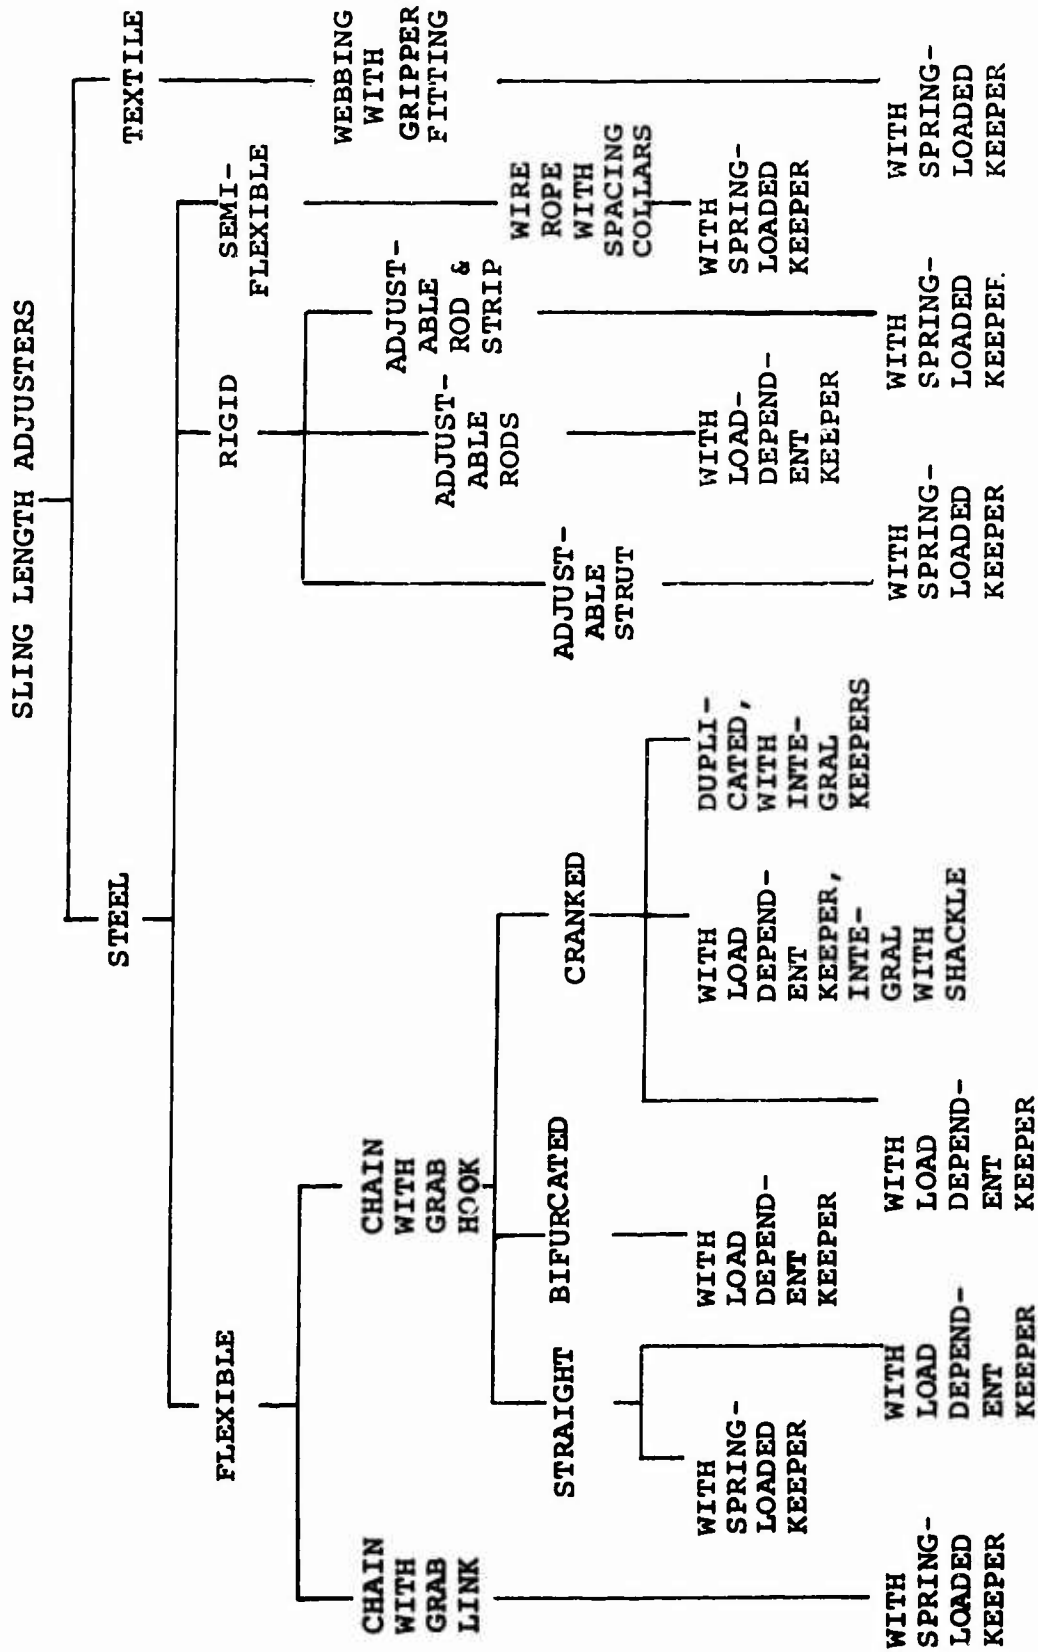 SLING LENGTH ADJUSTERS
STEEL
TEXTILE
FLEXIBLE
RIGID
SEMI-
FLEXIBLE
CHAIN
WITH
GRAB
LINK
CHAIN
WITH
GRAB
HOOK
ADJUST-
ABLE
STRUT
ADJUST-
ABLE
RODS
ADJUST-
ABLE
ROD &
STRIP
WIRE
ROPE
WITH
SPACING
COLLARS
WEBBING
WITH
GRIPPER
FITTING
STRAIGHT
BIFURCATED
CRANKED
WITH
SPRING-
LOADED
KEEPER
WITH
SPRING-
LOADED
KEEPER
WITH
LOAD
DEPEND-
ENT
KEEPER
WITH
LOAD
DEPEND-
ENT
KEEPER
WITH
LOAD
DEPEND-
ENT
KEEPER
WITH
LOAD
DEPEND-
ENT
KEEPER,
INTE-
GRAL
WITH
SHACKLE
DUPLI-
CATED,
WITH
INTE-
GRAL
KEEPERS
WITH
SPRING-
LOADED
KEEPER
WITH
LOAD-
DEPEND-
ENT
KEEPER
WITH
SPRING-
LOADED
KEEPER
WITH
SPRING-
LOADED
KEEPER
WITH
SPRING-
LOADED
KEEPER